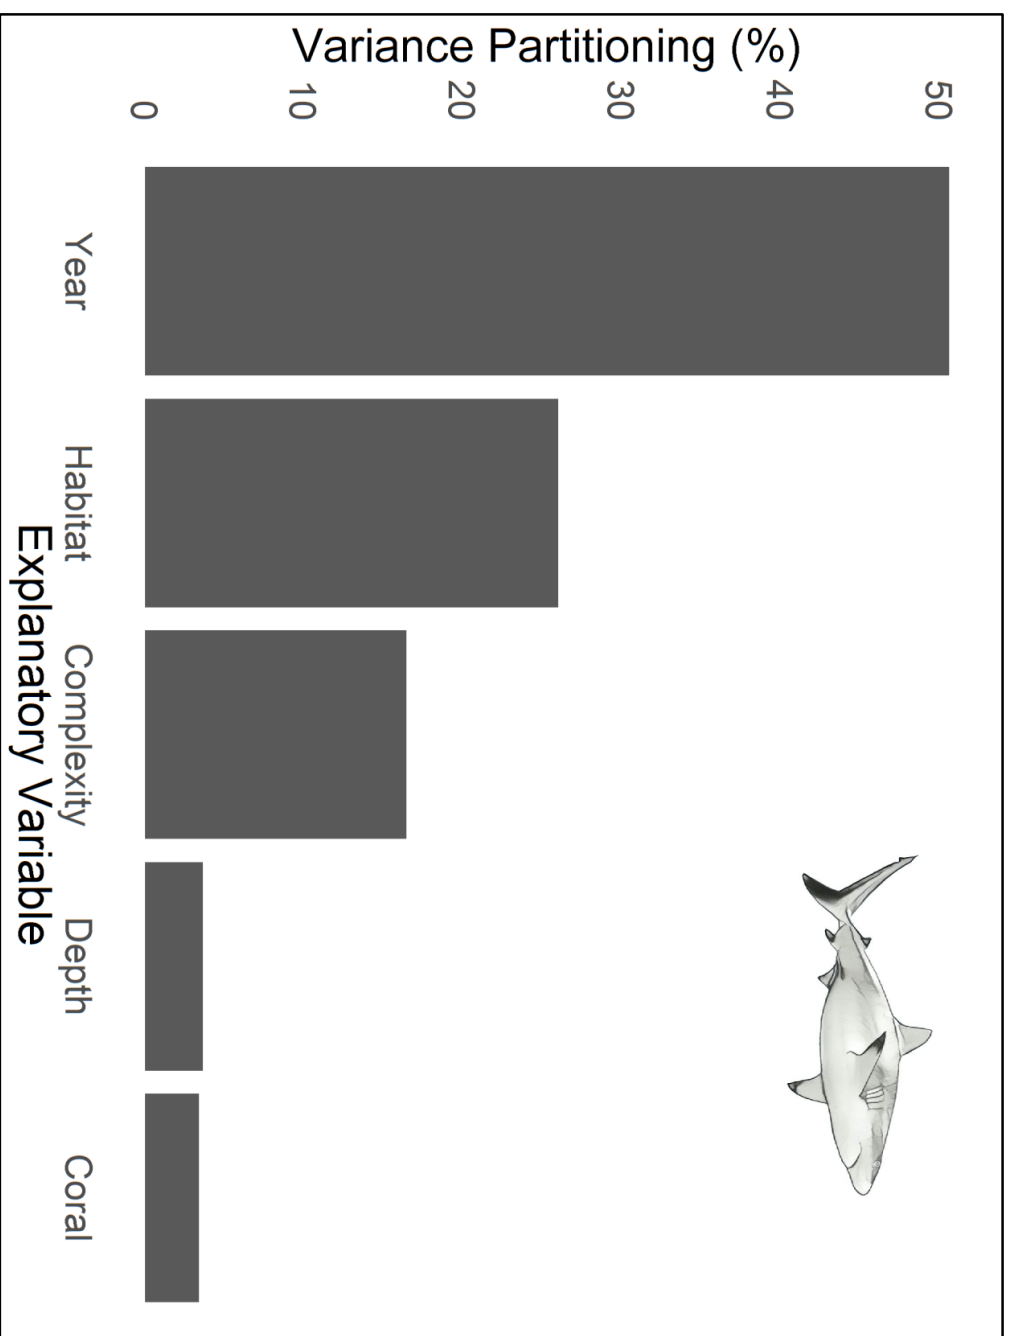 Variance Partitioning (%)
50
40
30
20
10
0
Year
Habitat
Complexity
Depth
Coral
Explanatory Variable